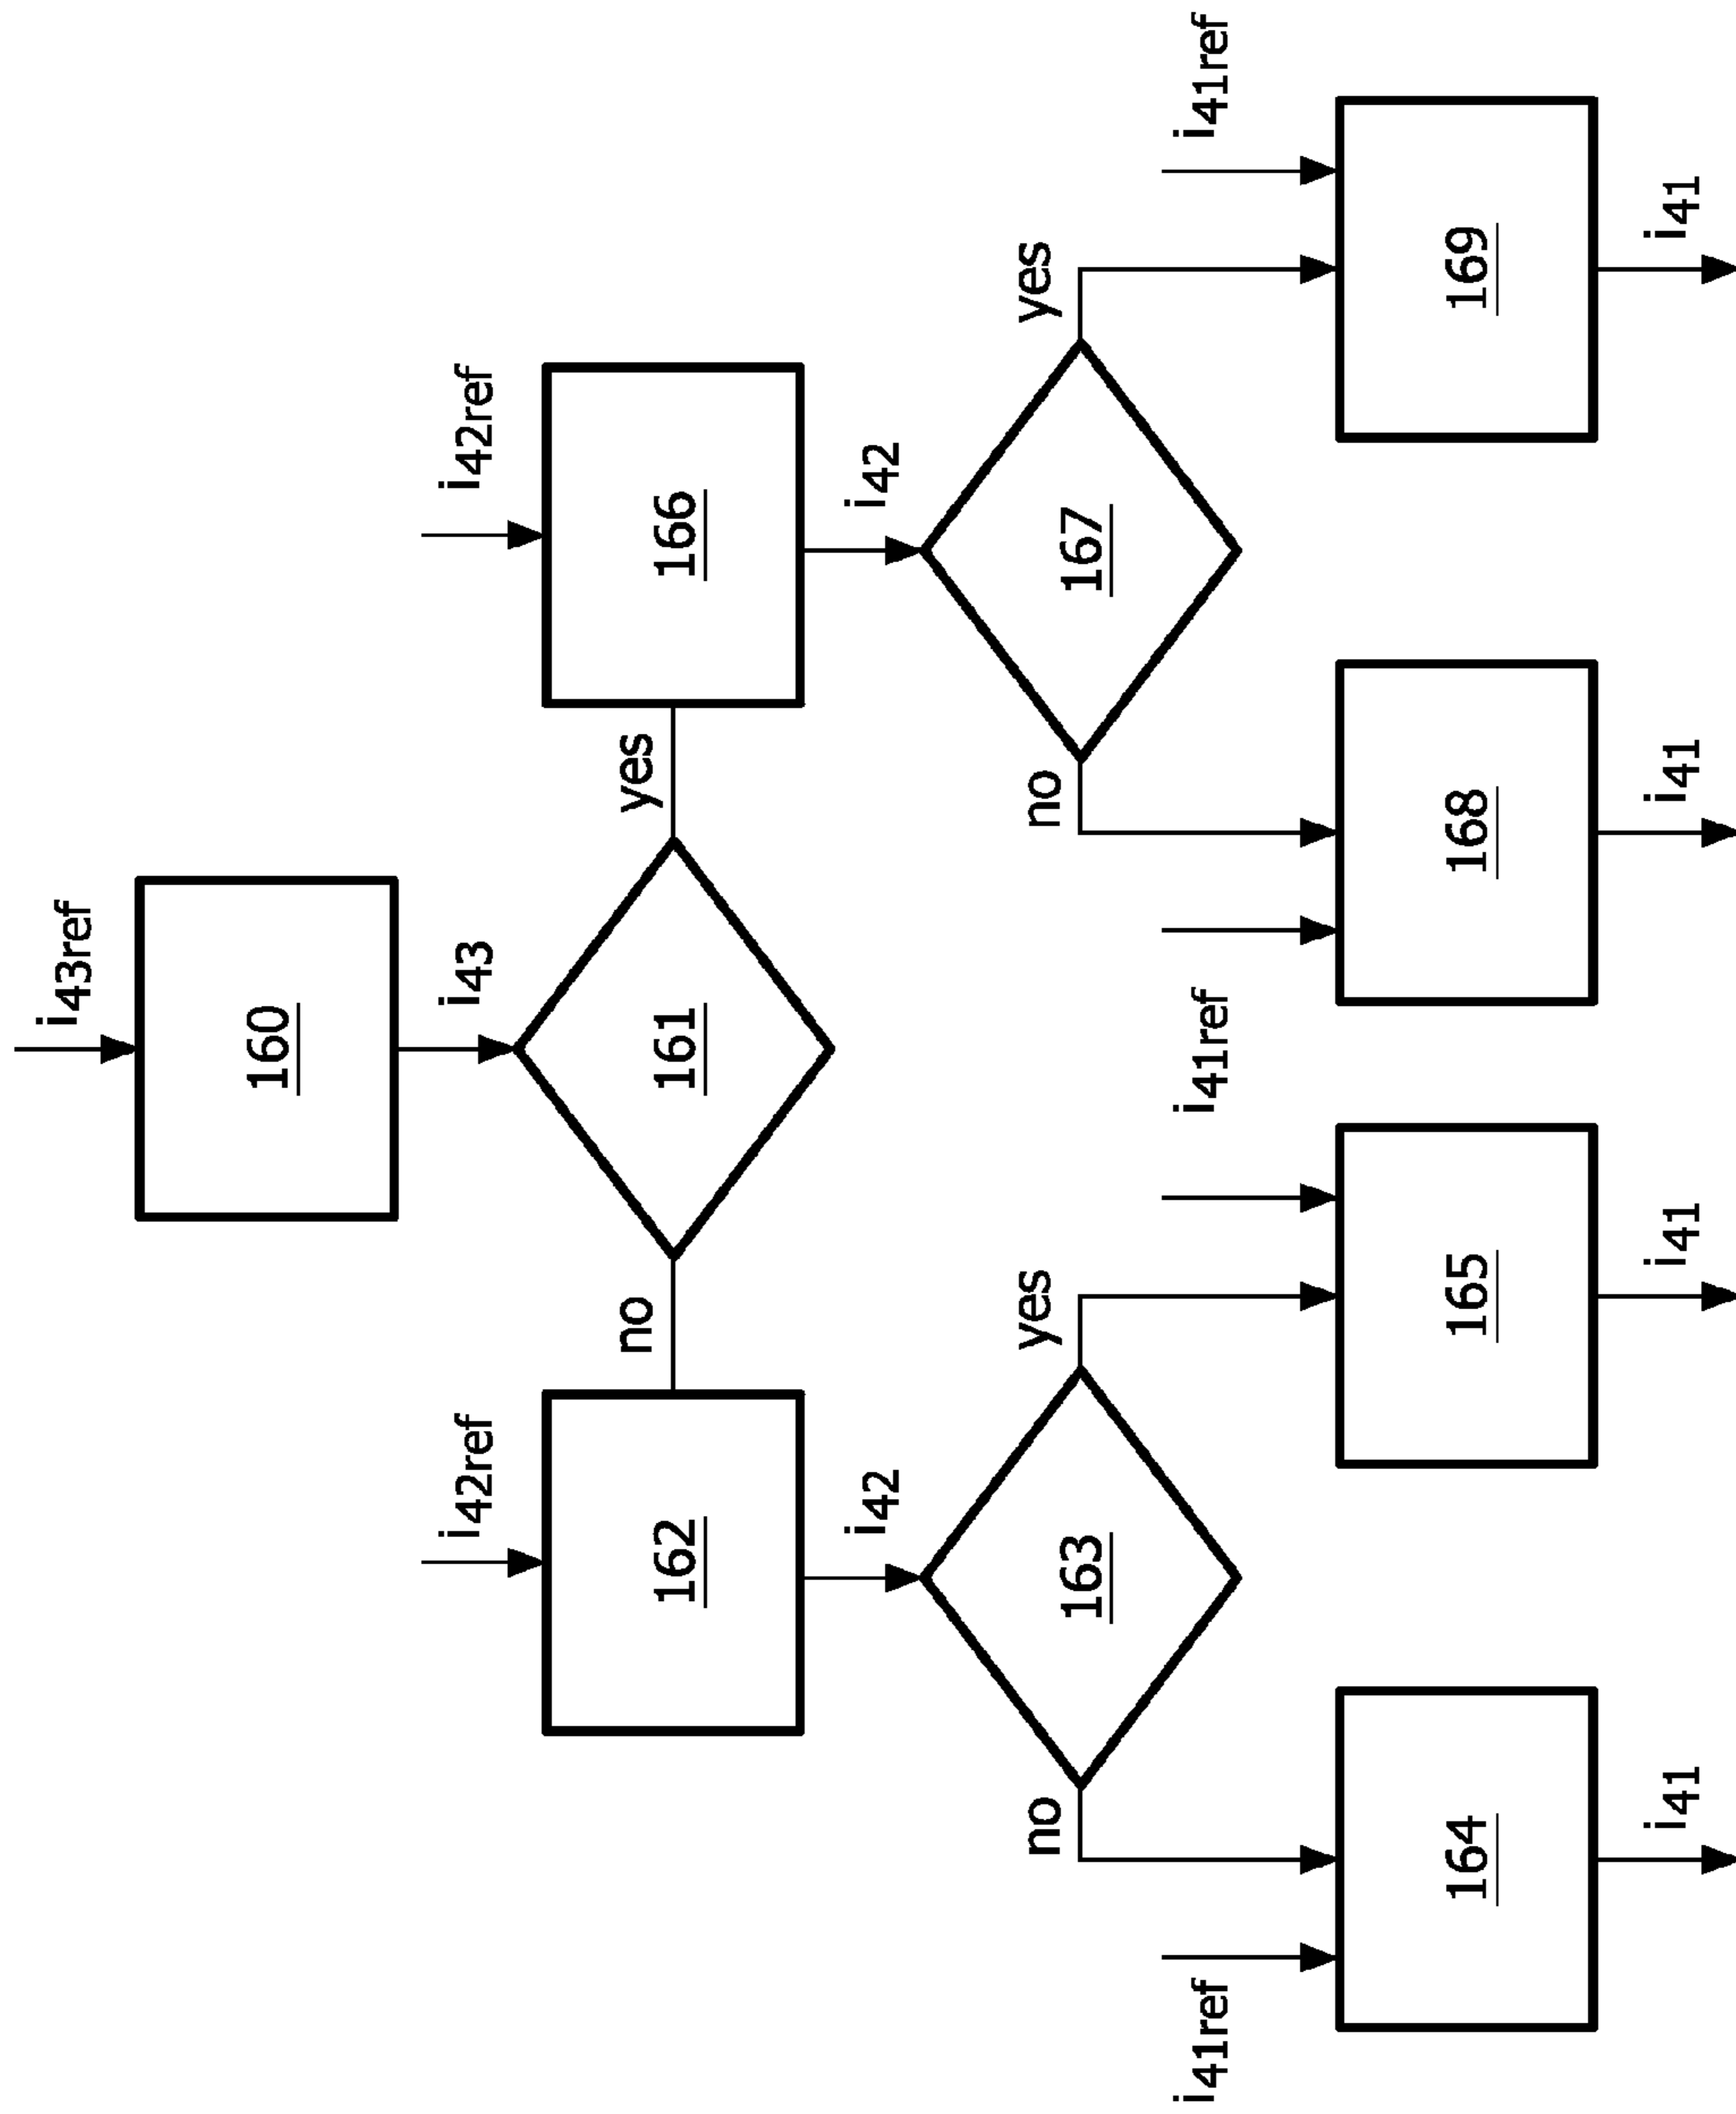 i43ref
160
i42ref
i43
i42ref
no
yes
162
161
166
i42
i42
no
yes
no
yes
163
167
i41ref
i41ref
i41ref
164
165
168
169
i41
i41
i41
i41